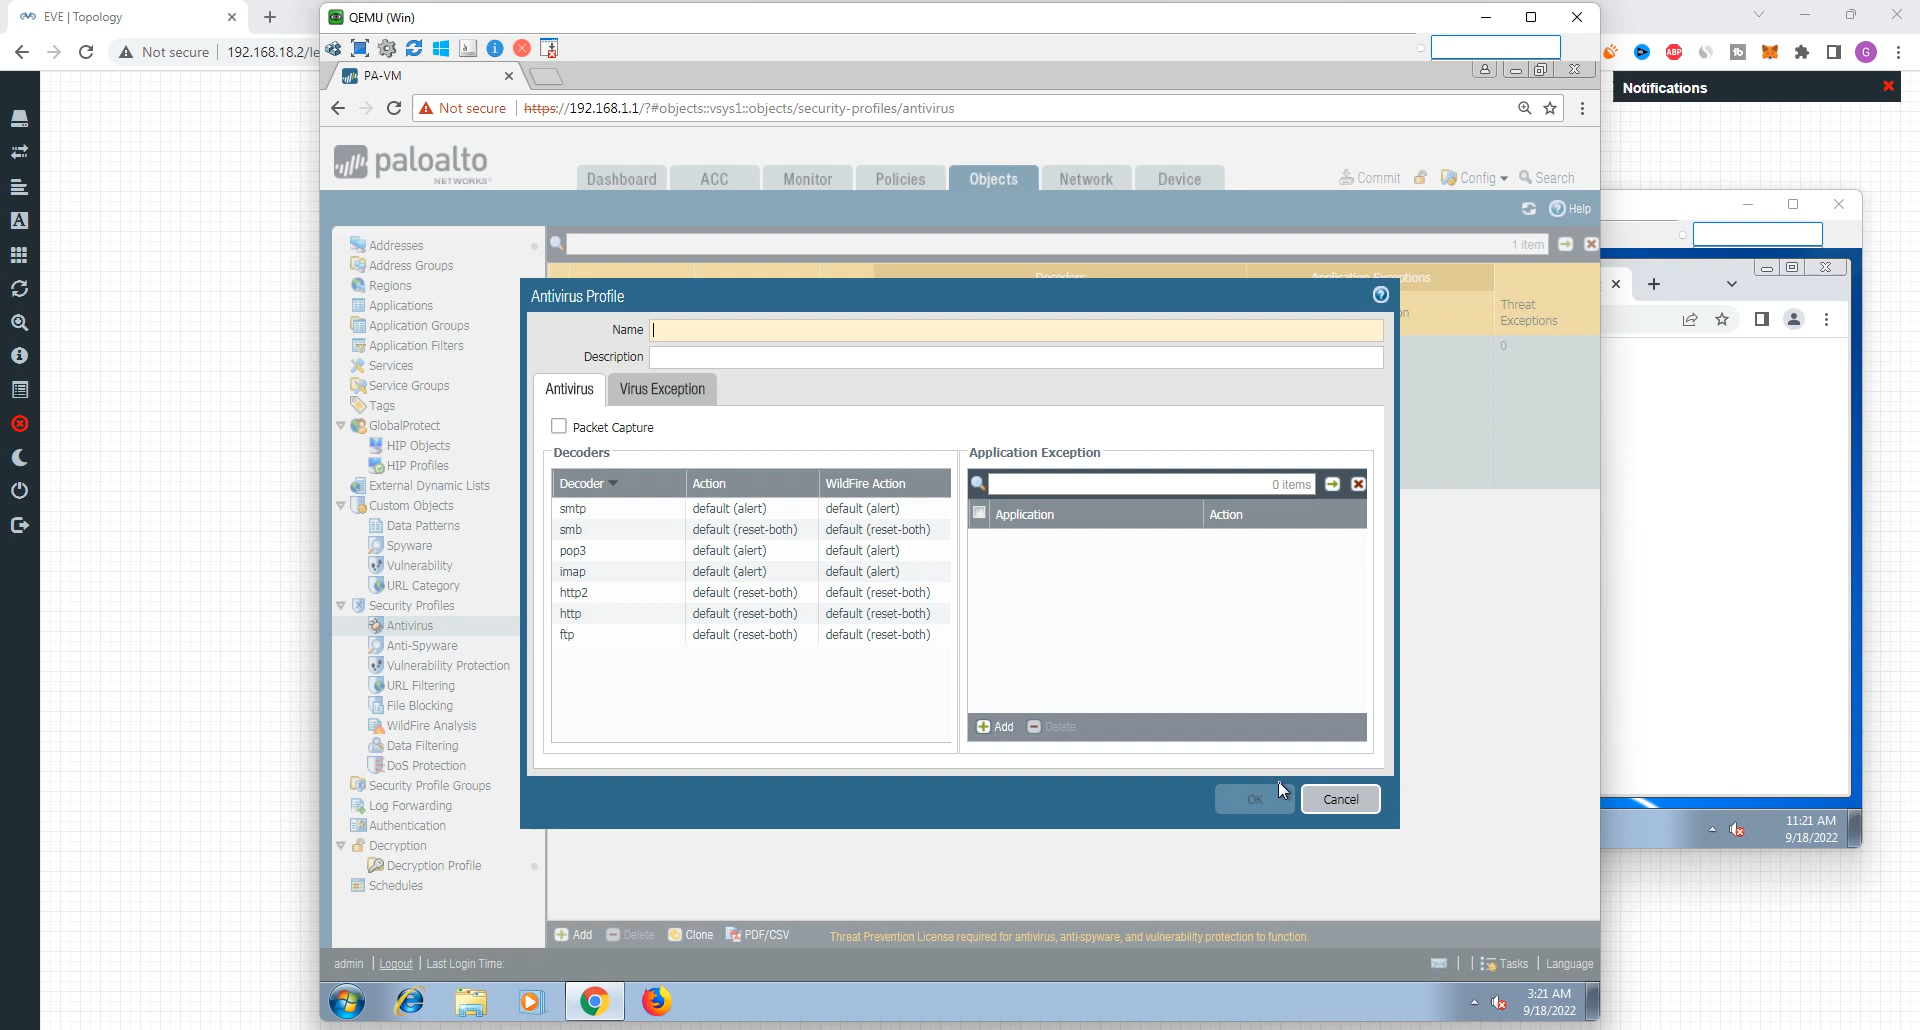 EVE | Topology
QEMU (Win)
Not secure
192.168.18.2/le
PA-VM
Not secure
https://192.168.1.1/?#objects::vsys1::objects/security-profiles/antivirus
ABP
G
Notifications
paloalto
NETWORKS
Dashboard
ACC
Monitor
Policies
Objects
Network
Device
Commit
Config
Search
Help
Addresses
Address Groups
Regions
Applications
Application Groups
Application Filters
Services
Service Groups
Tags
GlobalProtect
HIP Objects
HIP Profiles
External Dynamic Lists
Custom Objects
Data Patterns
Spyware
Vulnerability
URL Category
Security Profiles
Antivirus
Anti-Spyware
Vulnerability Protection
URL Filtering
File Blocking
WildFire Analysis
Data Filtering
DoS Protection
Security Profile Groups
Log Forwarding
Authentication
Decryption
Decryption Profile
Schedules
1 item
Decoders
Application Exceptions
Threat
Exceptions
0
Antivirus Profile
Name
Description
Antivirus
Virus Exception
Packet Capture
Decoders
Decoder Action WildFire Action
smtp default (alert) default (alert)
smb default (reset-both) default (reset-both)
pop3 default (alert) default (alert)
imap default (alert) default (alert)
http2 default (reset-both) default (reset-both)
http default (reset-both) default (reset-both)
ftp default (reset-both) default (reset-both)
Application Exception
0 items
Application Action
Add
Delete
OK
Cancel
Add
Delete
Clone
PDF/CSV
Threat Prevention License required for antivirus, anti-spyware, and vulnerability protection to function.
admin
Logout
Last Login Time:
Tasks
Language
3:21 AM
9/18/2022
11:21 AM
9/18/2022